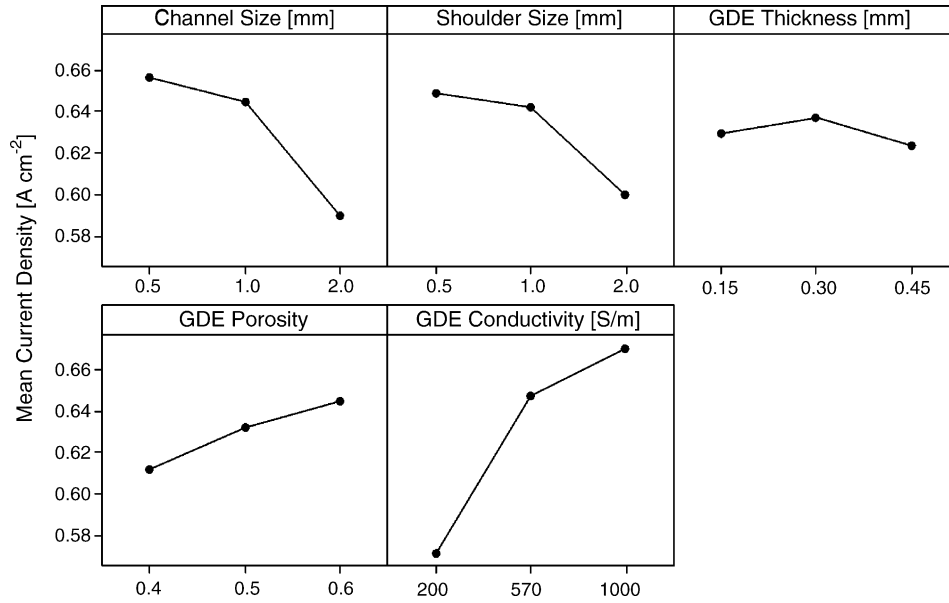 Channel Size [mm] Shoulder Size [mm] GDE Thickness [mm]
0.66
0.64
0.62
0.60
0.58
0.5 1.0 2.0 0.5 1.0 2.0 0.15 0.30 0.45
Mean Current Density [A cm-2]
GDE Porosity GDE Conductivity [S/m]
0.66
0.64
0.62
0.60
0.58
0.4 0.5 0.6 200 570 1000